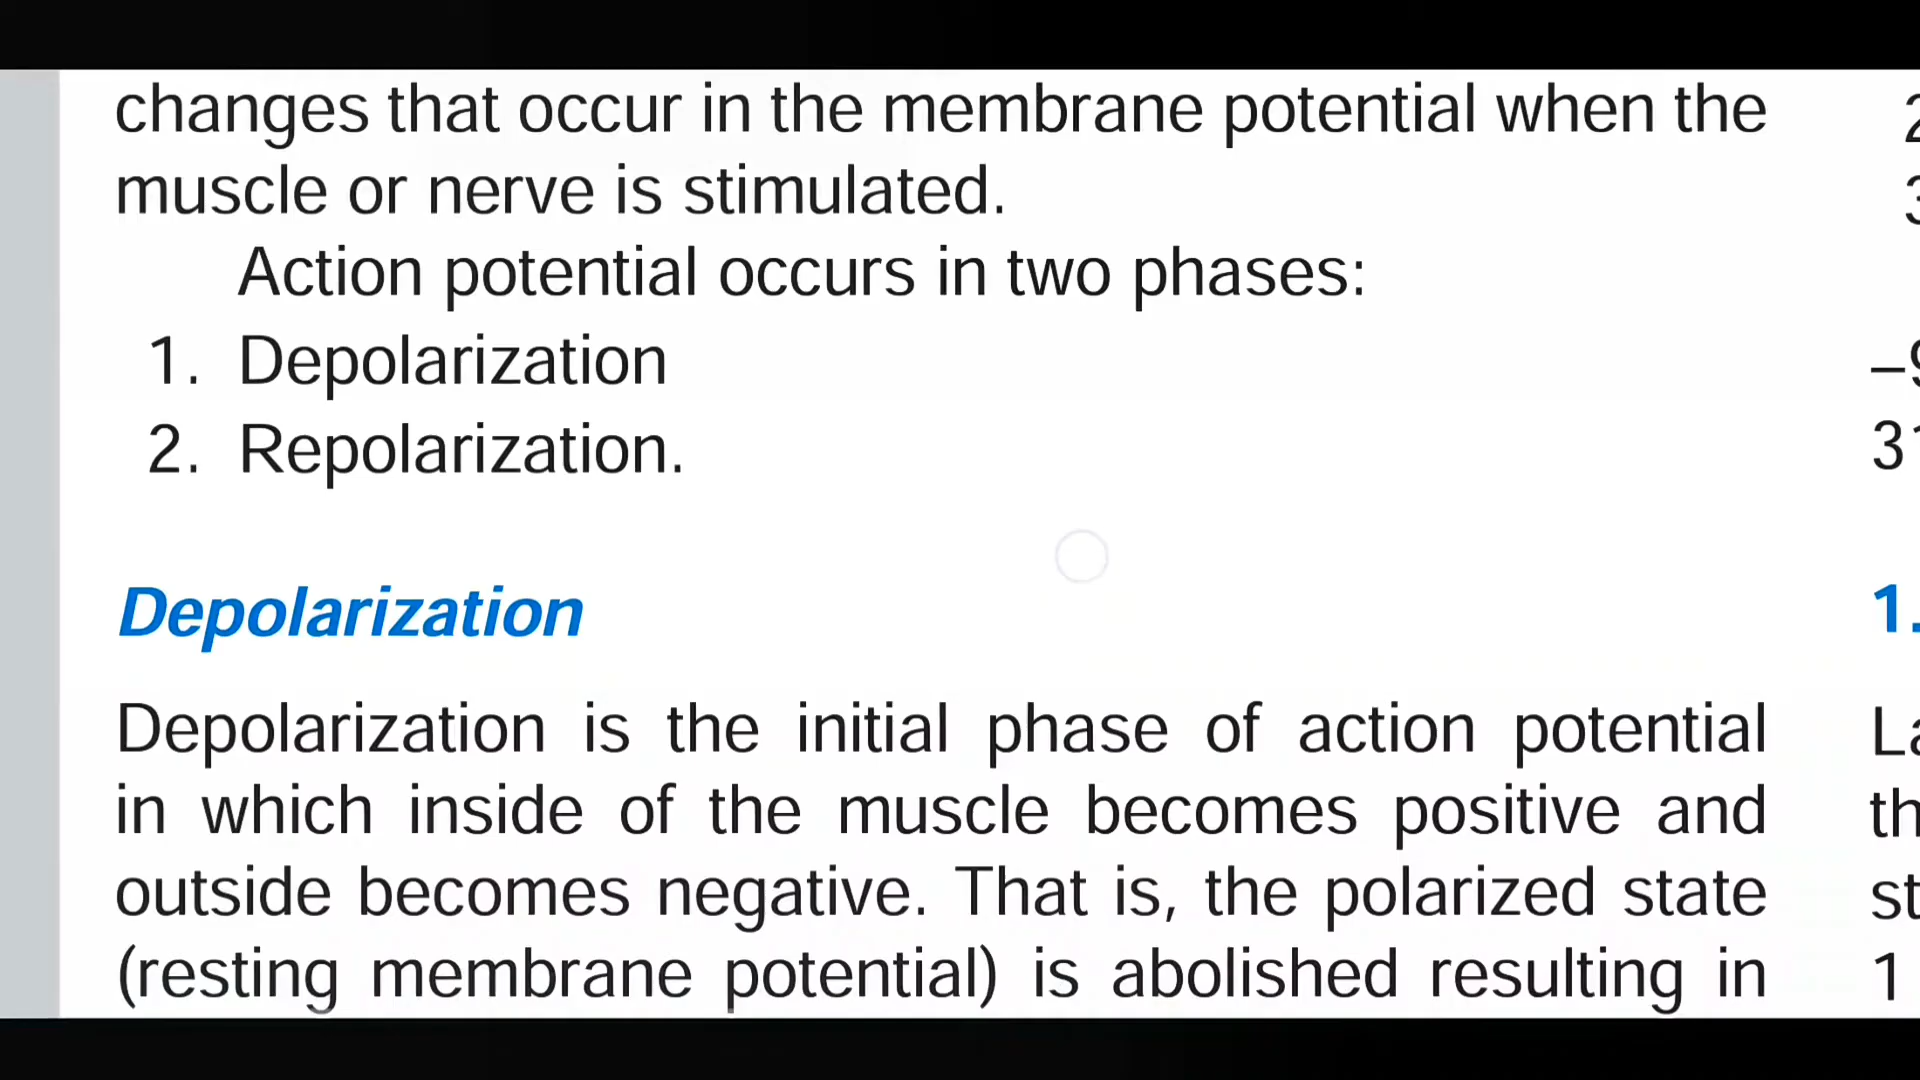 changes that occur in the membrane potential when the
muscle or nerve is stimulated.
Action potential occurs in two phases:
1. Depolarization
2. Repolarization.
Depolarization
Depolarization is the initial phase of action potential
in which inside of the muscle becomes positive and
outside becomes negative. That is, the polarized state
(resting membrane potential) is abolished resulting in
1.
1